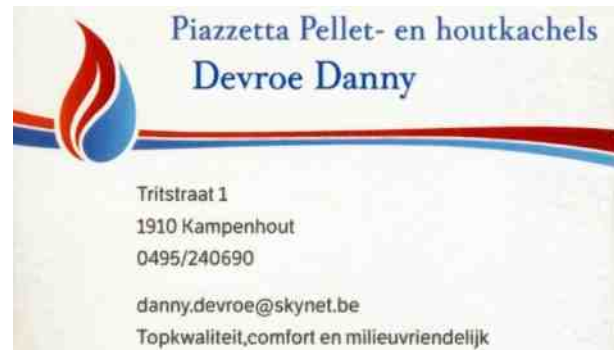 Piazzetta Pellet- en houtkachels
Devroe Danny
Tritstraat 1
1910 Kampenhout
0495/240690
danny.devroe@skynet.be
Topkwaliteit,comfort en milieuvriendelijk